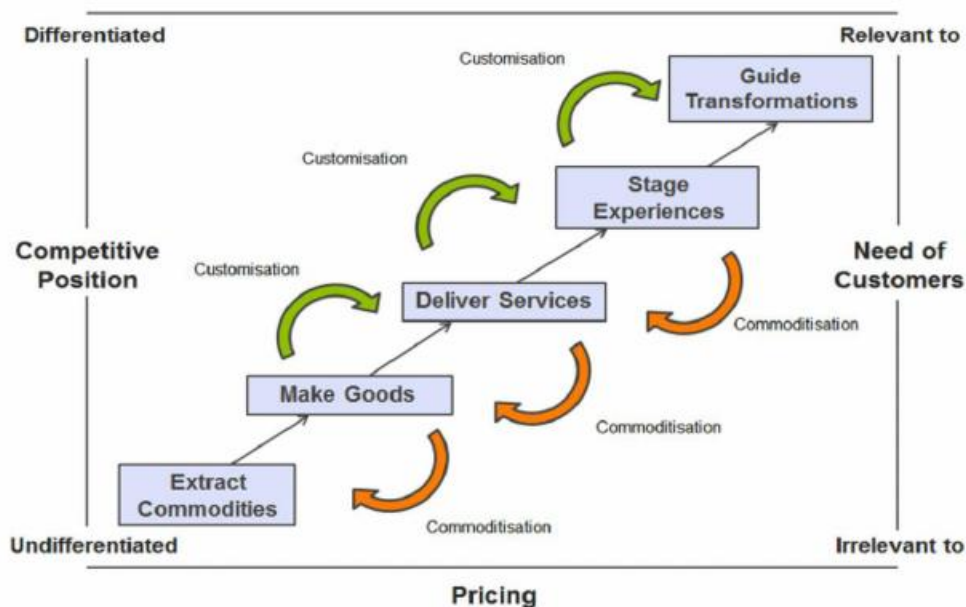 Differentiated
Relevant to
Customisation
Guide
Transformations
Customisation
Stage
Experiences
Competitive
Position
Need of
Customers
Customisation
Deliver Services
Commoditisation
Make Goods
Commoditisation
Extract
Commodities
Commoditisation
Undifferentiated
Irrelevant to
Pricing